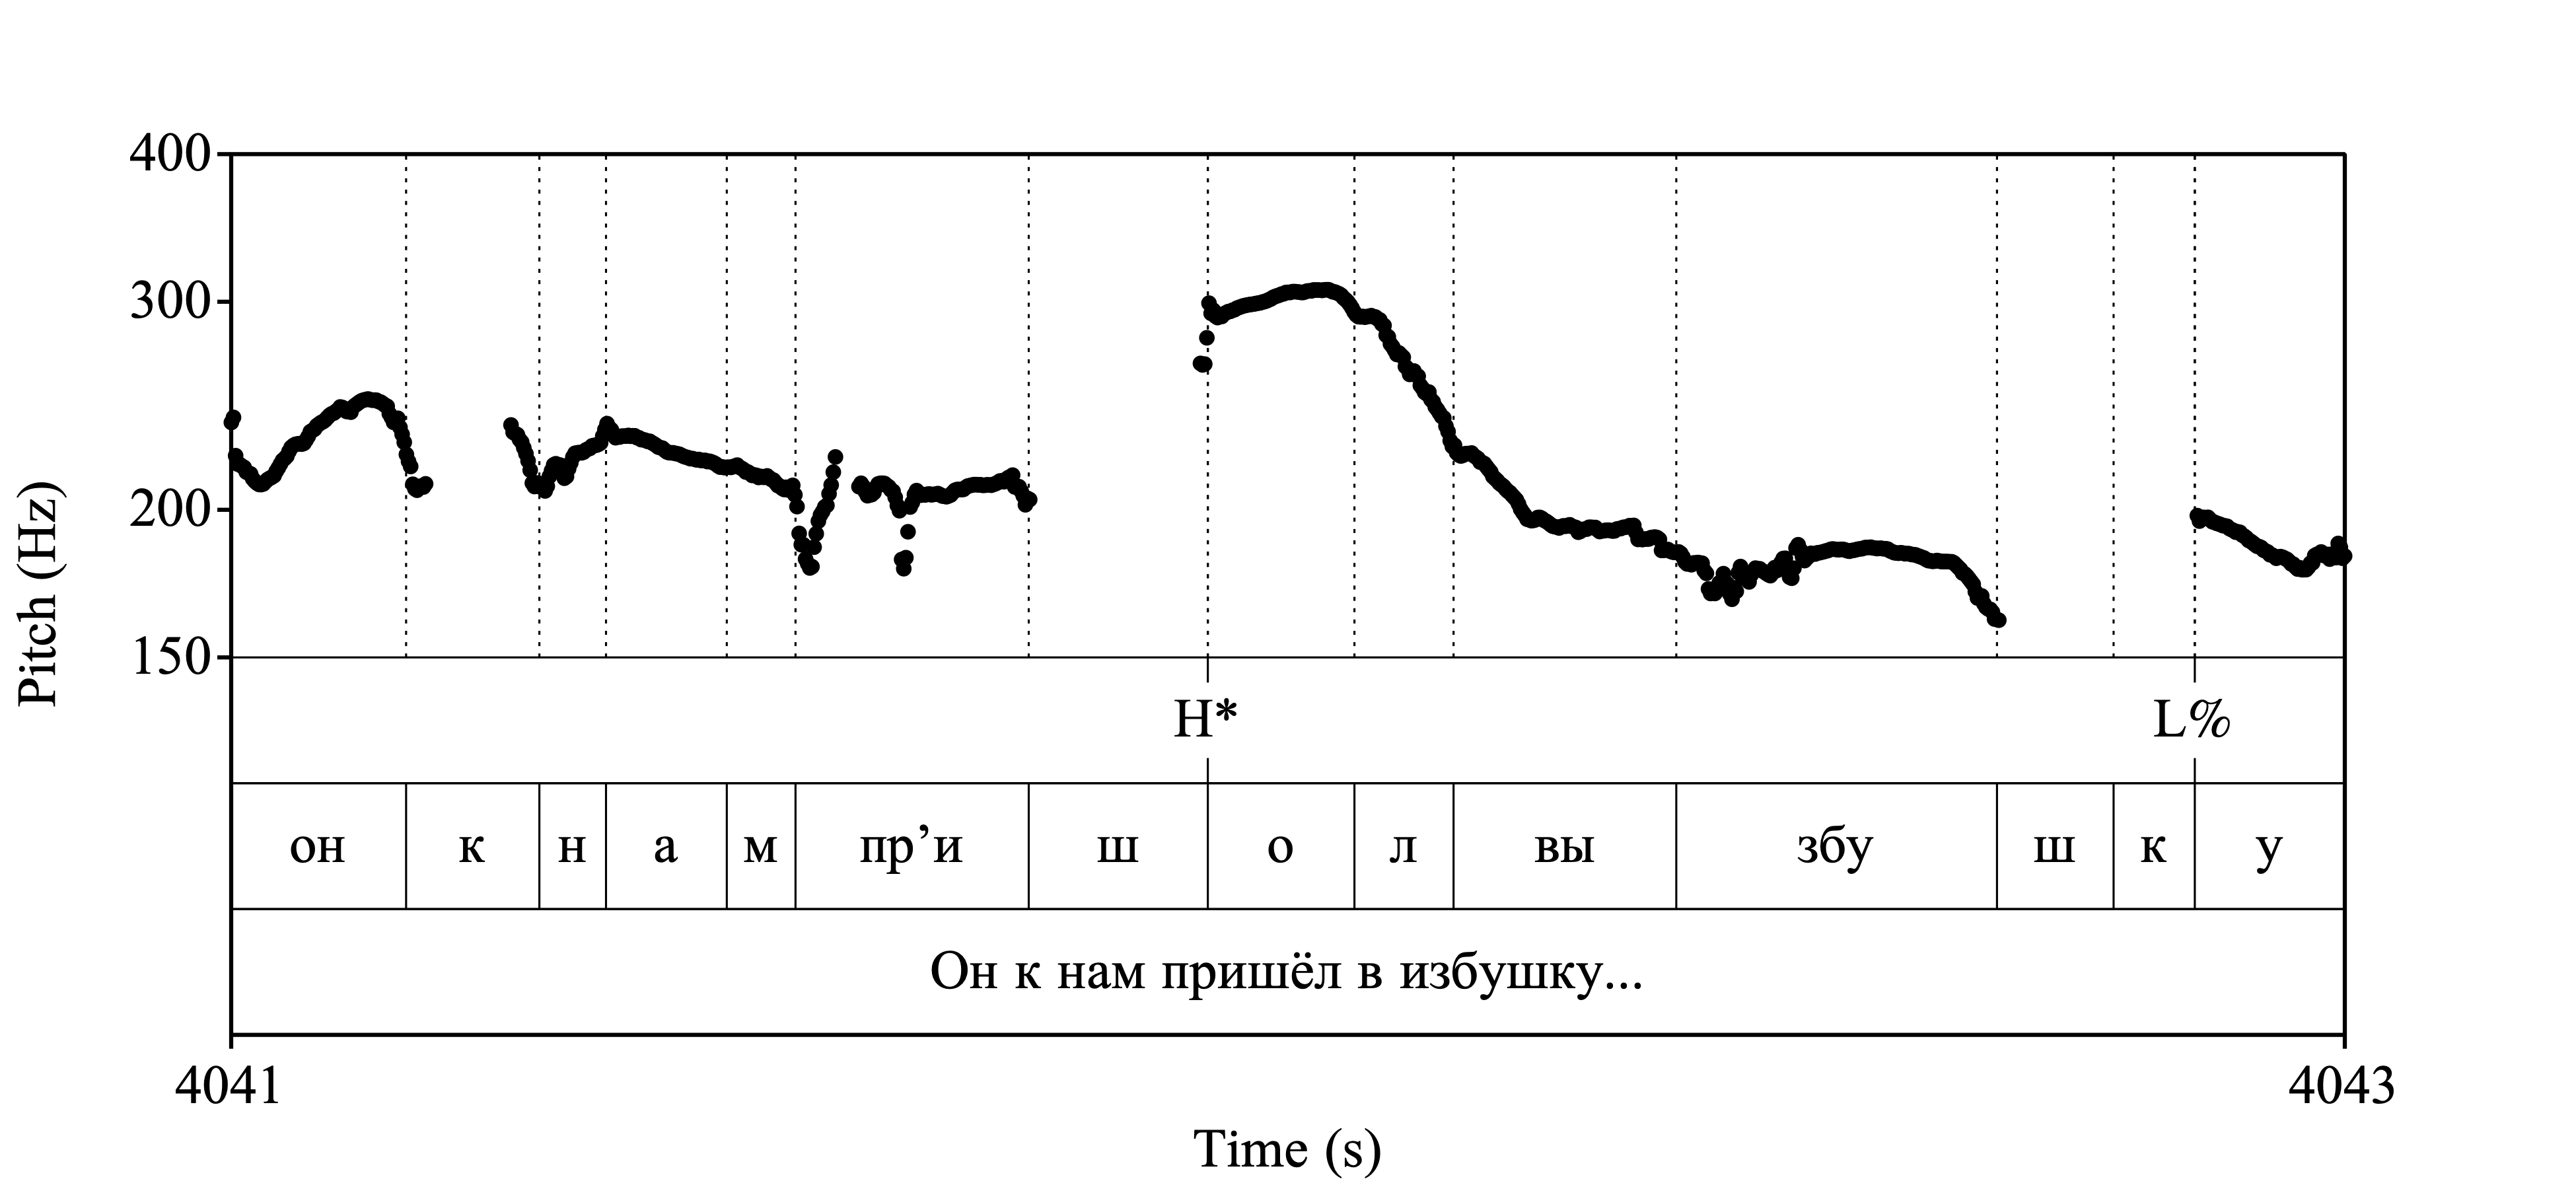 400
300
200
150
Pitch (Hz)
H* L%
он к н а м пр’и ш о л вы збу ш к у
Он к нам пришёл в избушку...
4041 4043
Time (s)